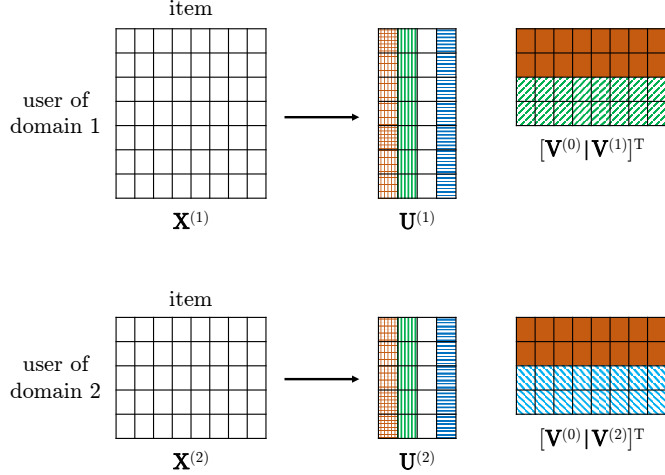 item
user of
domain 1
X⁽¹⁾
U⁽¹⁾
[V⁽⁰⁾|V⁽¹⁾]ᵀ
item
user of
domain 2
X⁽²⁾
U⁽²⁾
[V⁽⁰⁾|V⁽²⁾]ᵀ